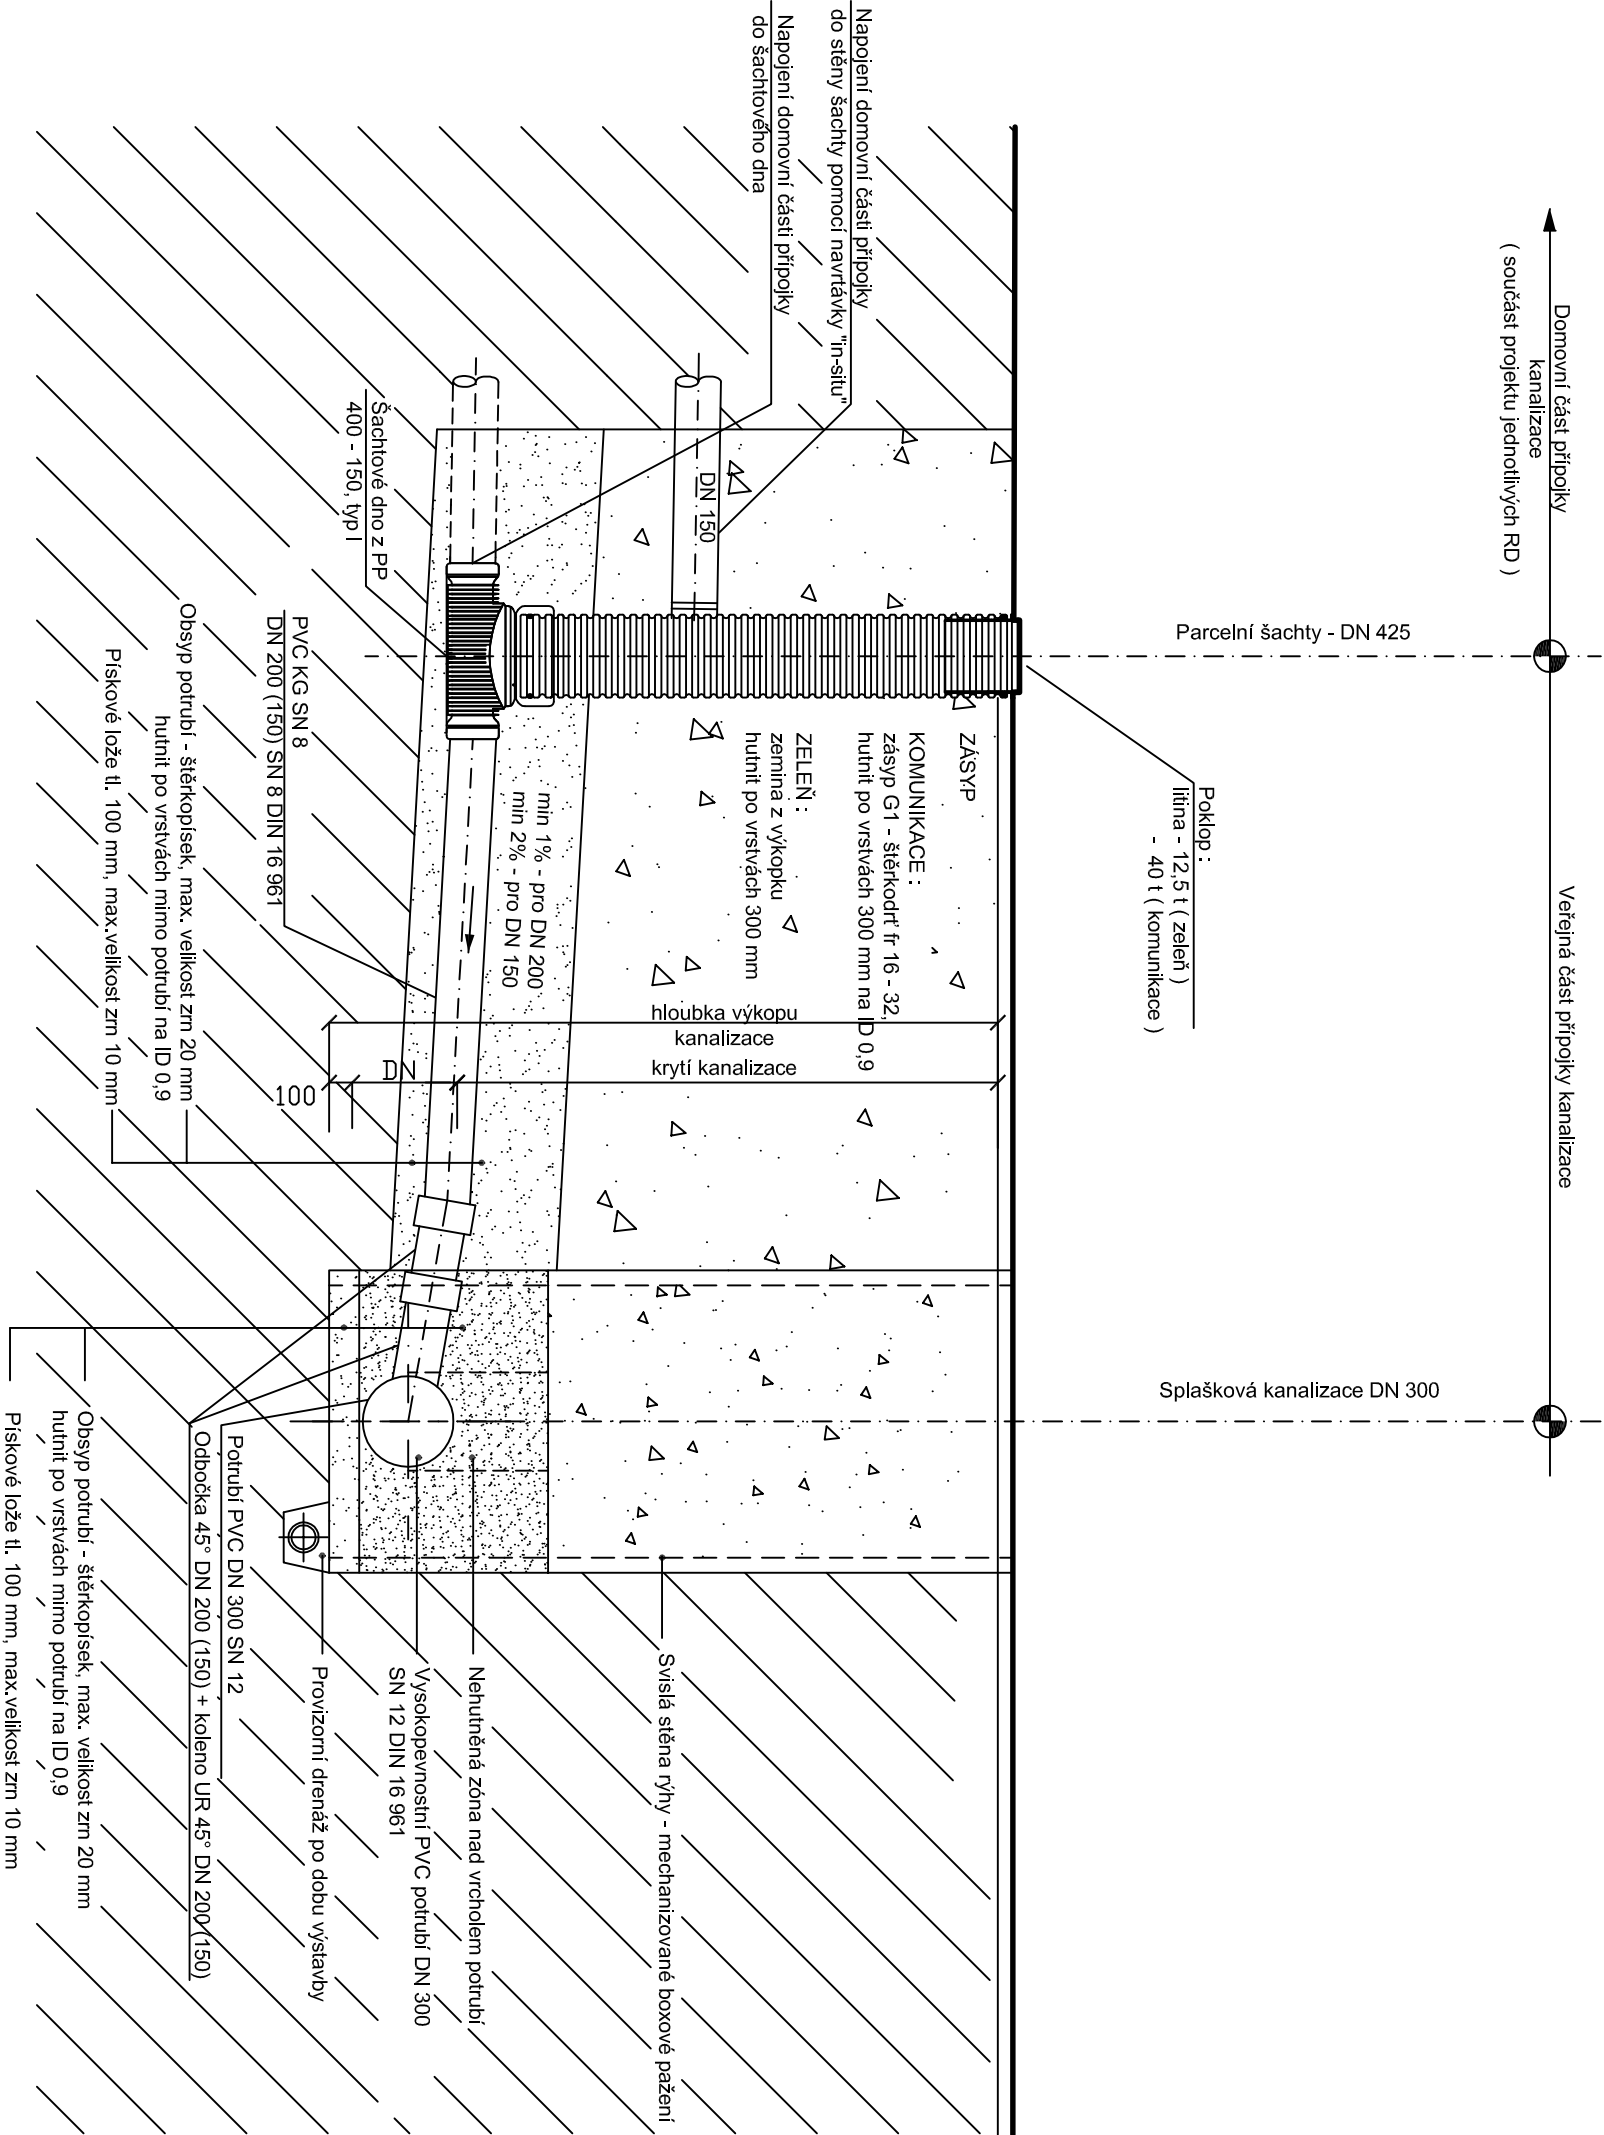 Domovní část přípojky
kanalizace
( součást projektu jednotlivých RD )
Veřejná část přípojky kanalizace
Parcelní šachty - DN 425
Splašková kanalizace DN 300
Poklop :
litina - 12,5 t ( zeleň )
- 40 t ( komunikace )
Napojení domovní části přípojky
do stěny šachty pomocí navrtávky "in-situ"
Napojení domovní části přípojky
do šachtového dna
DN 150
ZÁSYP
KOMUNIKACE :
zásyp G1 - štěrkodrť fr 16 - 32,
hutnit po vrstvách 300 mm na ID 0,9
ZELEŇ :
zemina z výkopku
hutnit po vrstvách 300 mm
hloubka výkopu
kanalizace
krytí kanalizace
DN
100
min 1% - pro DN 200
min 2% - pro DN 150
Šachtové dno z PP
400 - 150, typ I
PVC KG SN 8
DN 200 (150) SN 8 DIN 16 961
Obsyp potrubí - štěrkopísek, max. velikost zrn 20 mm
hutnit po vrstvách mimo potrubí na ID 0,9
Pískové lože tl. 100 mm, max.velikost zrn 10 mm
Svislá stěna rýhy - mechanizované boxové pažení
Nehutněná zóna nad vrcholem potrubí
Vysokopevnostní PVC potrubí DN 300
SN 12 DIN 16 961
Provizorní drenáž po dobu výstavby
Potrubí PVC DN 300 SN 12
Odbočka 45° DN 200 (150) + koleno UR 45° DN 200 (150)
Obsyp potrubí - štěrkopísek, max. velikost zrn 20 mm
hutnit po vrstvách mimo potrubí na ID 0,9
Pískové lože tl. 100 mm, max.velikost zrn 10 mm